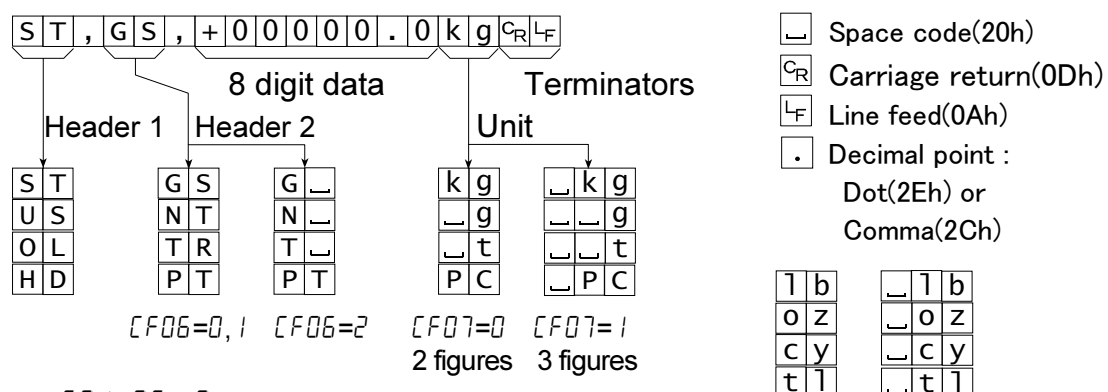 ST,GS,+00000.0kgCRLF
8 digit data Terminators
Header 1 Header 2 Unit
ST GS G␣ kg ␣kg
US NT N␣ ␣g ␣␣g
OL TR T␣ ␣t ␣␣t
HD PT PT PC ␣PC
CF06=0,1 CF06=2 CF07=0 CF07=1
2 figures 3 figures
␣ Space code(20h)
CR Carriage return(0Dh)
LF Line feed(0Ah)
. Decimal point :
Dot(2Eh) or
Comma(2Ch)
lb ␣lb
oz ␣oz
cy ␣cy
tl ␣tl